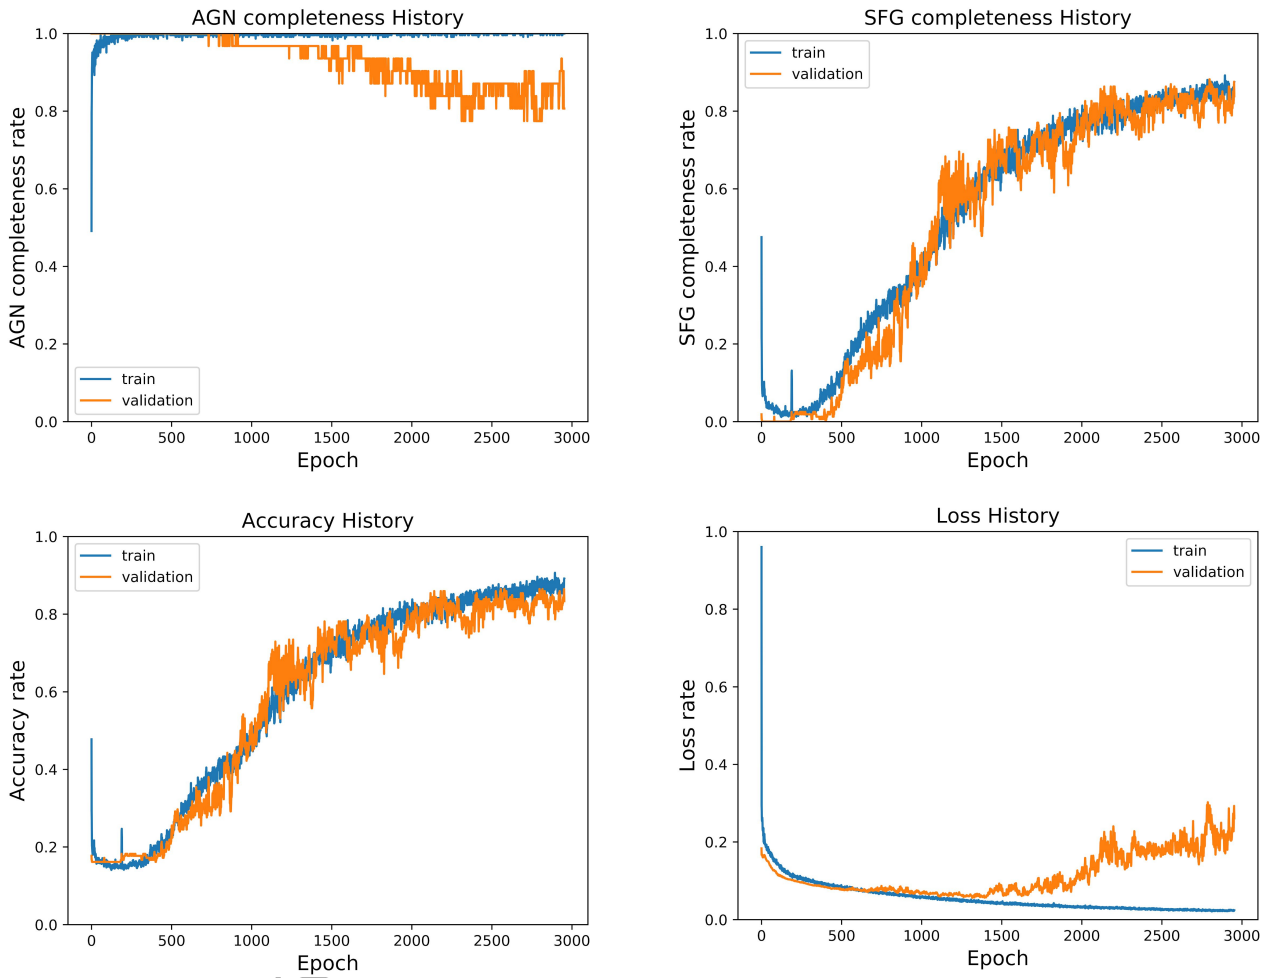 AGN completeness History
AGN completeness rate
1.0
0.8
0.6
0.4
0.2
0.0
train
validation
0 500 1000 1500 2000 2500 3000
Epoch
SFG completeness History
SFG completeness rate
1.0
0.8
0.6
0.4
0.2
0.0
train
validation
0 500 1000 1500 2000 2500 3000
Epoch
Accuracy History
Accuracy rate
1.0
0.8
0.6
0.4
0.2
0.0
train
validation
0 500 1000 1500 2000 2500 3000
Epoch
Loss History
Loss rate
1.0
0.8
0.6
0.4
0.2
0.0
train
validation
0 500 1000 1500 2000 2500 3000
Epoch